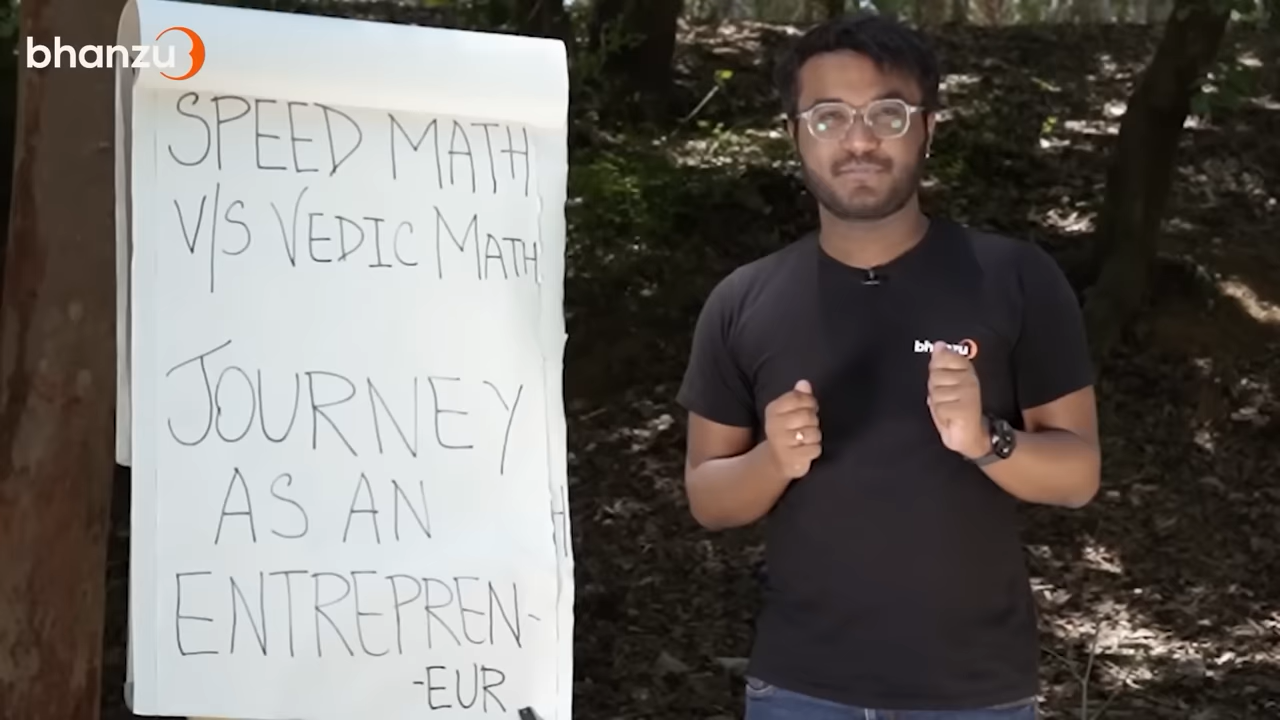 bhanzu
SPEED MATH
V/S VEDIC MATH
JOURNEY
AS AN
ENTREPREN-
-EUR
bhanzu